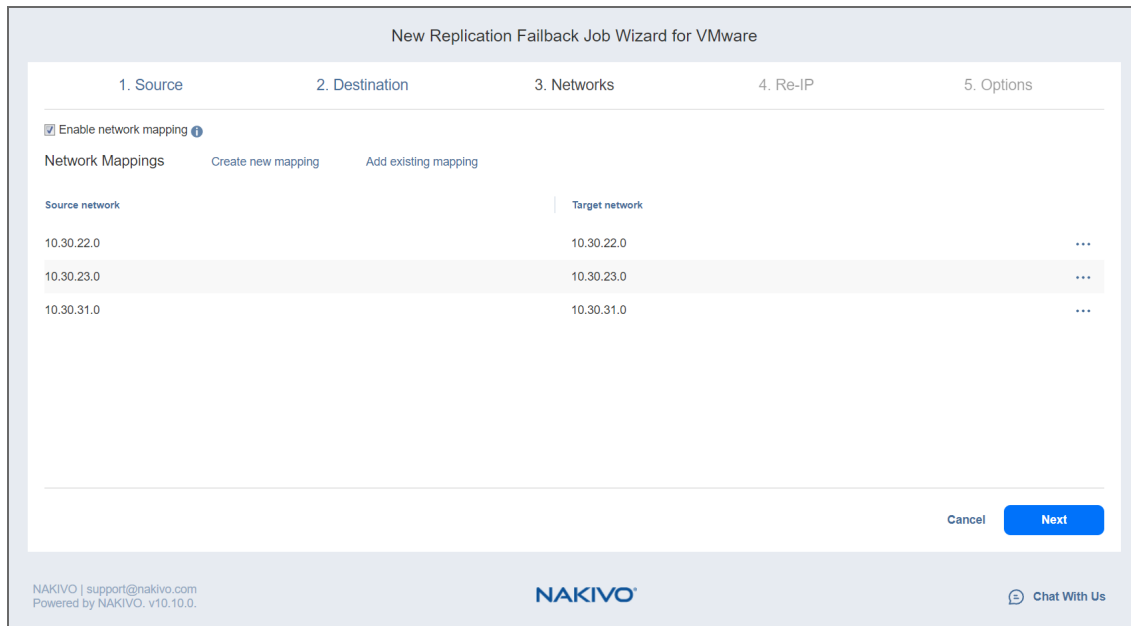 New Replication Failback Job Wizard for VMware
1. Source 2. Destination 3. Networks 4. Re-IP 5. Options
Enable network mapping
Network Mappings Create new mapping Add existing mapping
Source network Target network
10.30.22.0 10.30.22.0
10.30.23.0 10.30.23.0
10.30.31.0 10.30.31.0
Cancel Next
NAKIVO | support@nakivo.com
Powered by NAKIVO. v10.10.0.
NAKIVO®
Chat With Us